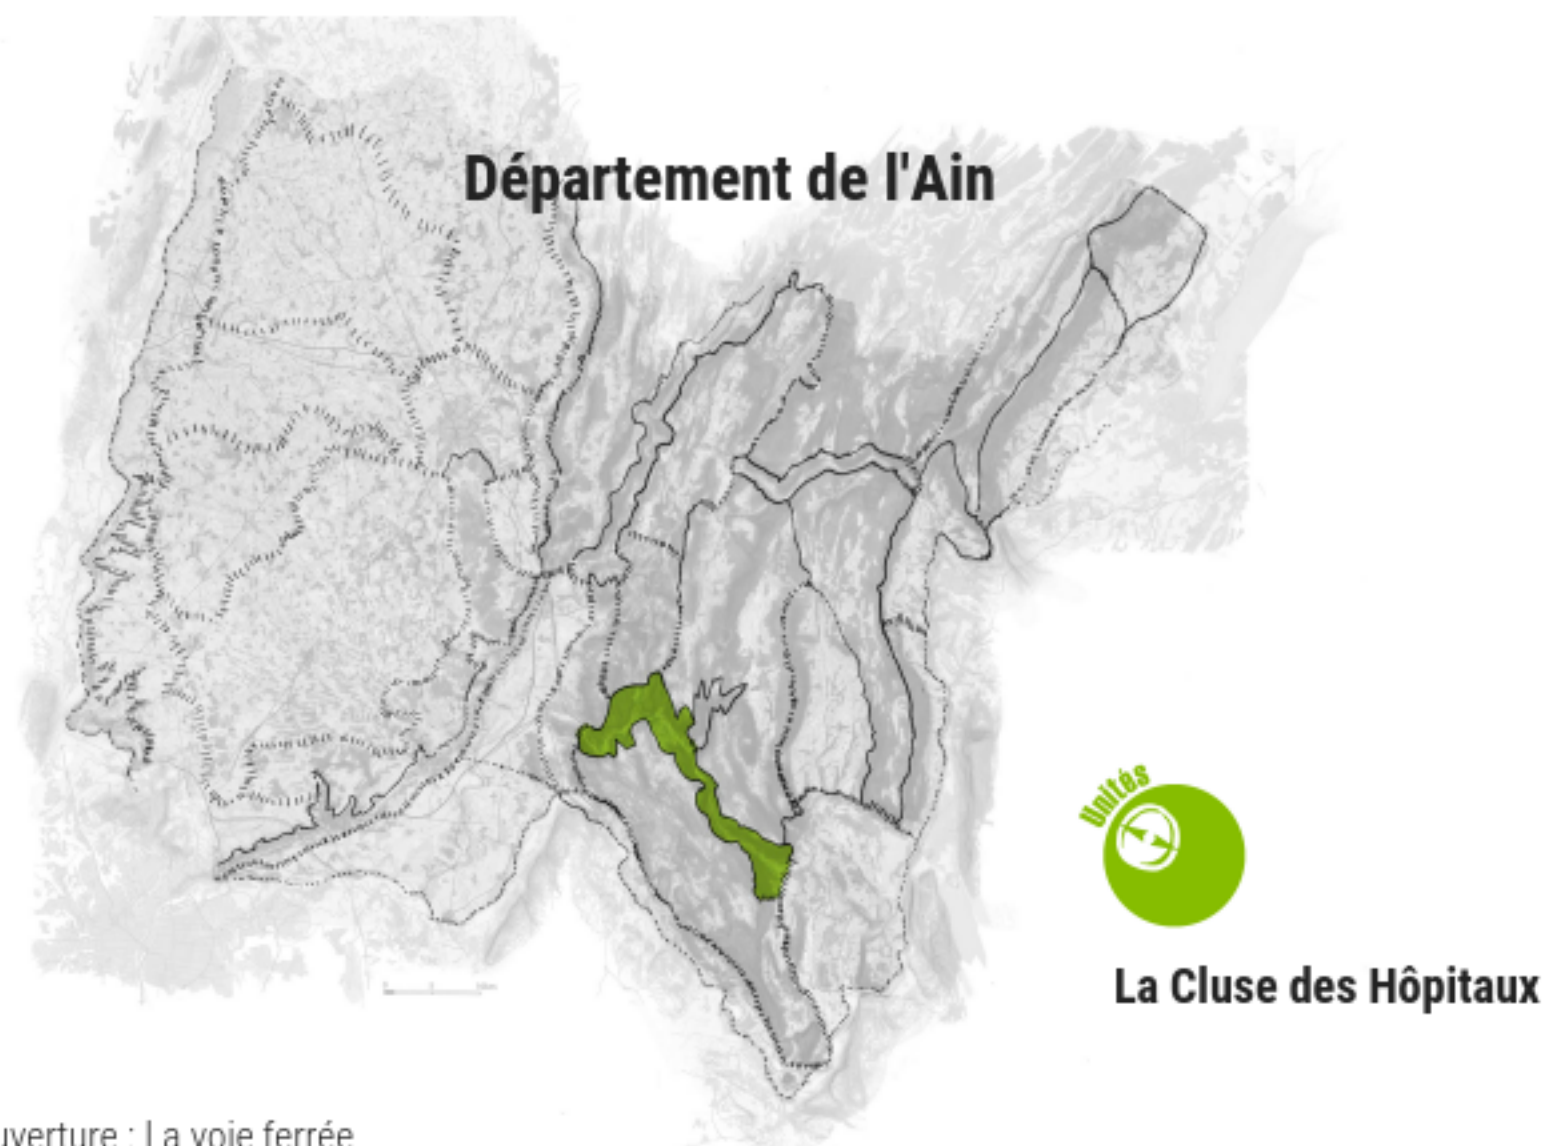 Département de l'Ain
Unités
La Cluse des Hôpitaux
uverture : La voie ferrée